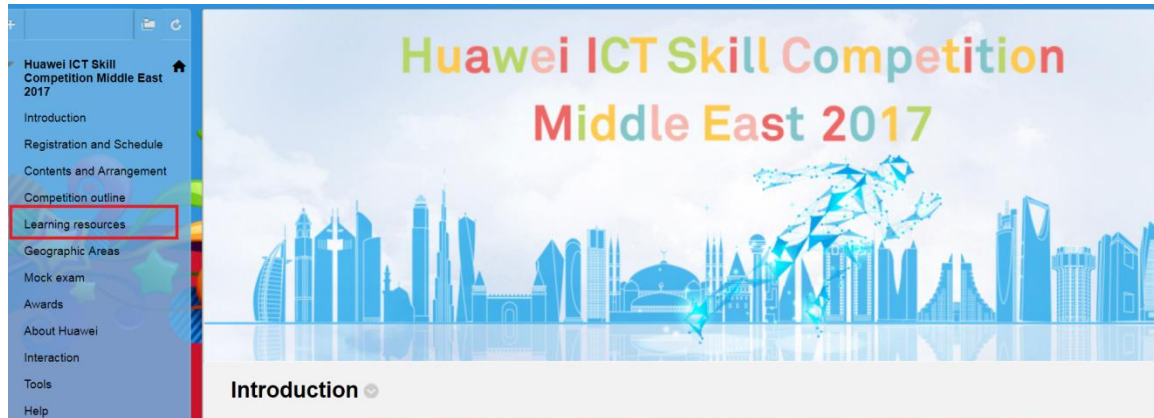 Huawei ICT Skill
Competition Middle East
2017
Introduction
Registration and Schedule
Contents and Arrangement
Competition outline
Learning resources
Geographic Areas
Mock exam
Awards
About Huawei
Interaction
Tools
Help
Huawei ICT Skill Competition
Middle East 2017
Introduction